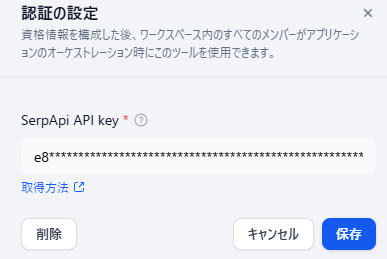 認証の設定
資格情報を構成した後、ワークスペース内のすべてのメンバーがアプリケーショ
ンのオーケストレーション時にこのツールを使用できます。
SerpApi API key *
e8**********************************************************
取得方法
削除
キャンセル
保存